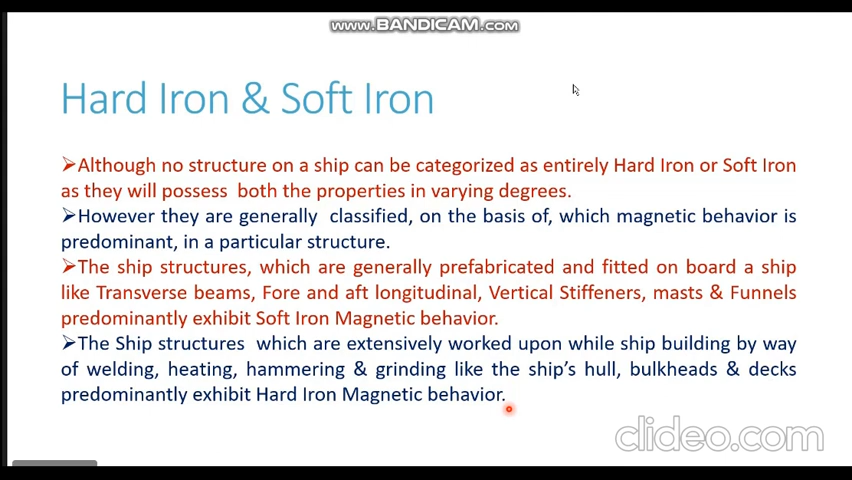 www.BANDICAM.com
Hard Iron & Soft Iron
➢Although no structure on a ship can be categorized as entirely Hard Iron or Soft Iron
as they will possess both the properties in varying degrees.
➢However they are generally classified, on the basis of, which magnetic behavior is
predominant, in a particular structure.
➢The ship structures, which are generally prefabricated and fitted on board a ship
like Transverse beams, Fore and aft longitudinal, Vertical Stiffeners, masts & Funnels
predominantly exhibit Soft Iron Magnetic behavior.
➢The Ship structures which are extensively worked upon while ship building by way
of welding, heating, hammering & grinding like the ship's hull, bulkheads & decks
predominantly exhibit Hard Iron Magnetic behavior.
clideo.com